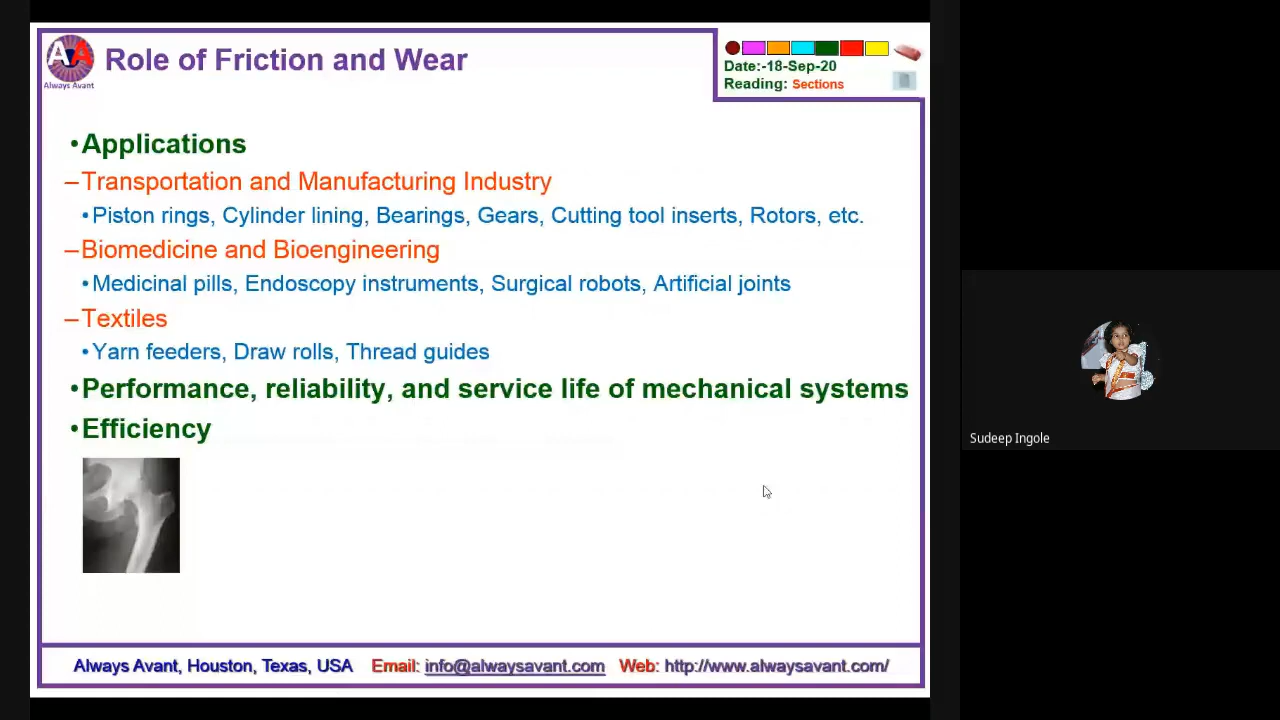 AVA
Always Avant
Role of Friction and Wear
Date:-18-Sep-20
Reading: Sections
•Applications
–Transportation and Manufacturing Industry
•Piston rings, Cylinder lining, Bearings, Gears, Cutting tool inserts, Rotors, etc.
–Biomedicine and Bioengineering
•Medicinal pills, Endoscopy instruments, Surgical robots, Artificial joints
–Textiles
•Yarn feeders, Draw rolls, Thread guides
•Performance, reliability, and service life of mechanical systems
•Efficiency
Always Avant, Houston, Texas, USA Email: info@alwaysavant.com Web: http://www.alwaysavant.com/
Sudeep Ingole